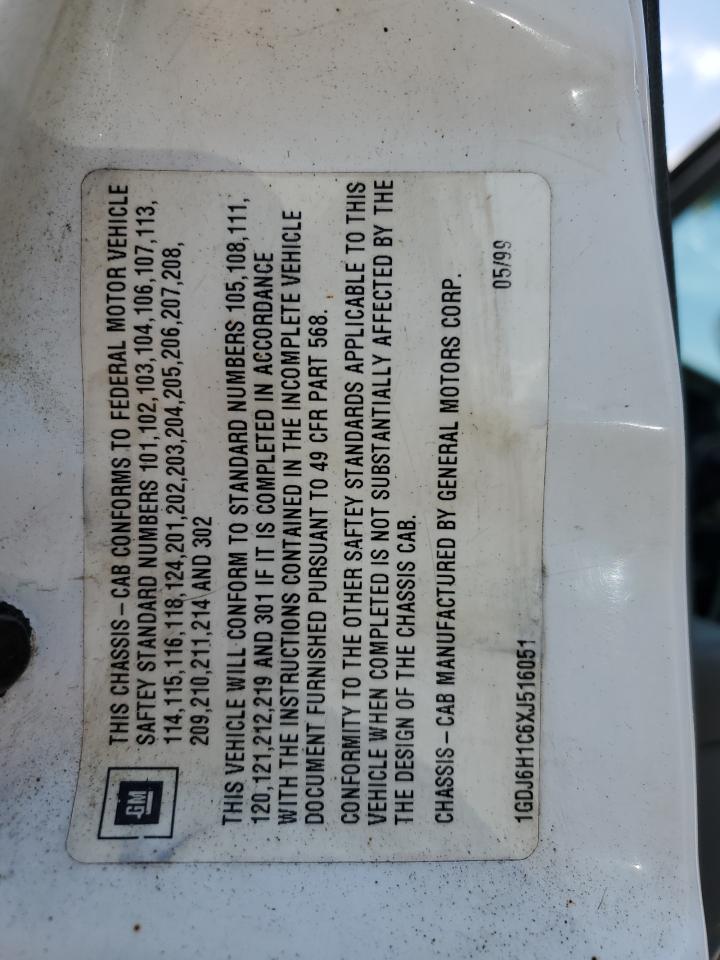 GM
THIS CHASSIS-CAB CONFORMS TO FEDERAL MOTOR VEHICLE
SAFTEY STANDARD NUMBERS 101,102,103,104,106,107,113,
114,115,116,118,124,201,202,203,204,205,206,207,208,
209,210,211,214 AND 302
THIS VEHICLE WILL CONFORM TO STANDARD NUMBERS 105,108,111,
120,121,212,219 AND 301 IF IT IS COMPLETED IN ACCORDANCE
WITH THE INSTRUCTIONS CONTAINED IN THE INCOMPLETE VEHICLE
DOCUMENT FURNISHED PURSUANT TO 49 CFR PART 568.
CONFORMITY TO THE OTHER SAFTEY STANDARDS APPLICABLE TO THIS
VEHICLE WHEN COMPLETED IS NOT SUBSTANTIALLY AFFECTED BY THE
THE DESIGN OF THE CHASSIS CAB.
CHASSIS-CAB MANUFACTURED BY GENERAL MOTORS CORP.
05/99
1GDJ6H1C6XJ516051